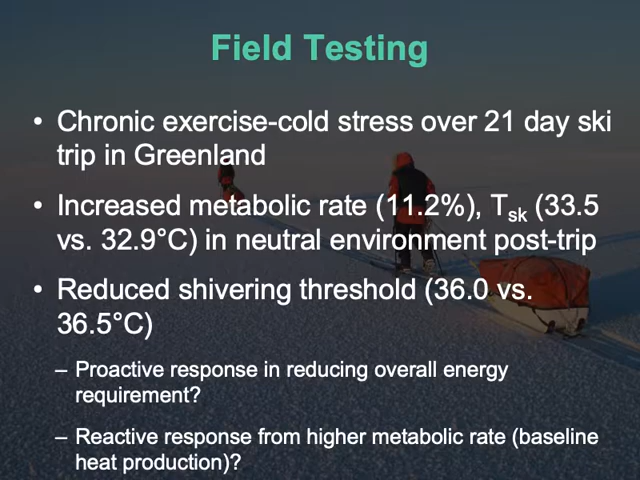 Field Testing
• Chronic exercise-cold stress over 21 day ski
trip in Greenland
• Increased metabolic rate (11.2%), Tsk (33.5
vs. 32.9°C) in neutral environment post-trip
• Reduced shivering threshold (36.0 vs.
36.5°C)
– Proactive response in reducing overall energy
requirement?
– Reactive response from higher metabolic rate (baseline
heat production)?